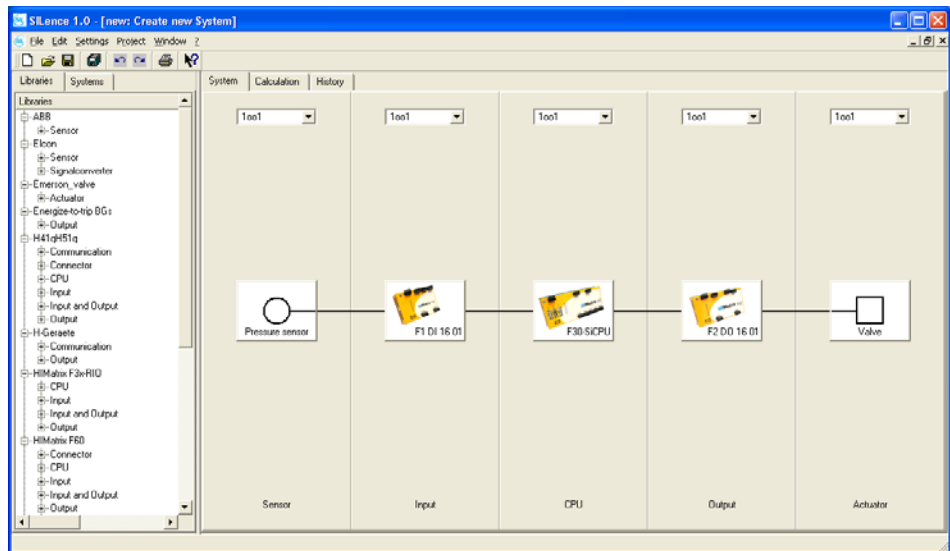 SILence 1.0 - [new: Create new System]
File Edit Settings Project Window ?
Libraries Systems
System Calculation History
Libraries
ABB
Sensor
Elcon
Sensor
Signalconverter
Emerson_valve
Actuator
Energize-to-trip BGs
Output
H41qH51q
Communication
Connector
CPU
Input
Input and Output
Output
H-Geraete
Communication
Output
HIMatrix F3x-RIO
CPU
Input
Input and Output
Output
HIMatrix F60
Connector
CPU
Input
Input and Output
Output
1oo1 1oo1 1oo1 1oo1 1oo1
Pressure sensor F1 DI 16 01 F30-SiCPU F2 DO 16 01 Valve
Sensor Input CPU Output Actuator